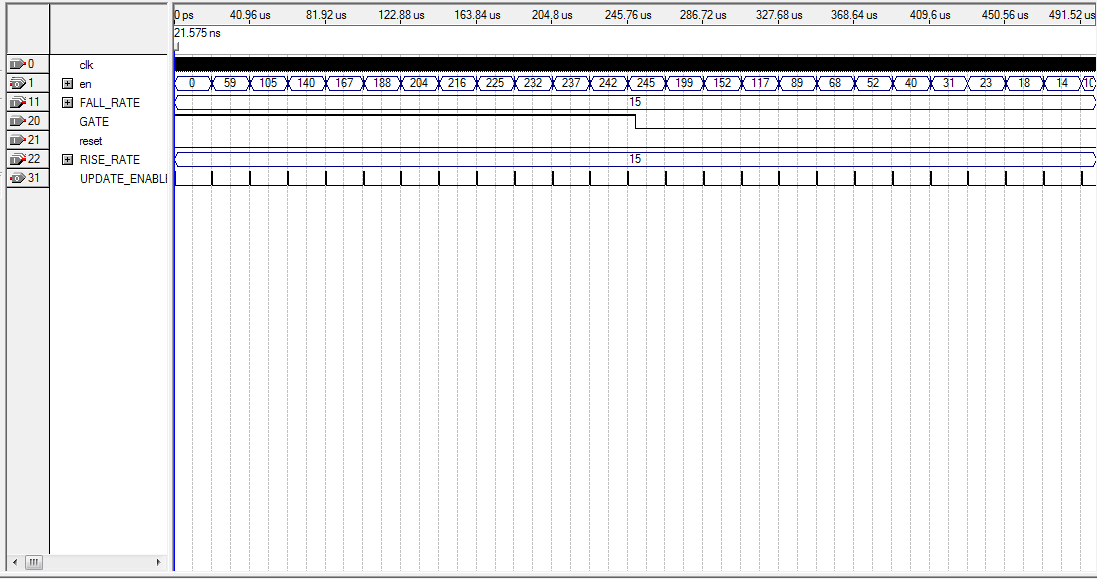 0 ps 40.96 us 81.92 us 122.88 us 163.84 us 204.8 us 245.76 us 286.72 us 327.68 us 368.64 us 409.6 us 450.56 us 491.52 us
21.575 ns
0 clk
1 en 0 59 105 140 167 188 204 216 225 232 237 242 245 199 152 117 89 68 52 40 31 23 18 14
11 FALL_RATE 15
20 GATE
21 reset
22 RISE_RATE 15
31 UPDATE_ENABL